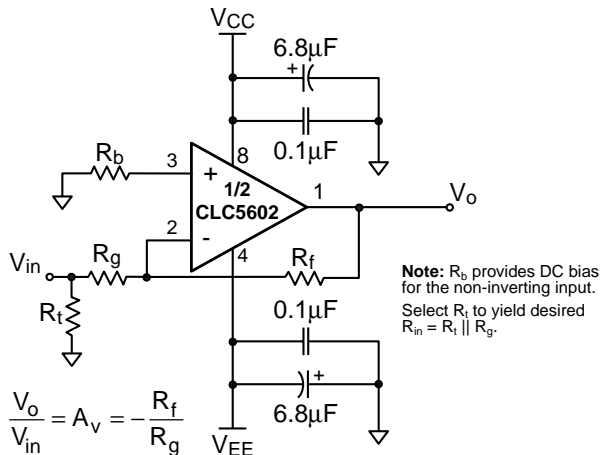 VCC
6.8µF
+
0.1µF
Rb
3
8
+
1/2
CLC5602
1
Vo
2
-
4
Vin
Rg
Rf
Rt
0.1µF
+
6.8µF
VEE
Note: Rb provides DC bias
for the non-inverting input.
Select Rt to yield desired
Rin = Rt || Rg.
Vo/Vin = Av = −Rf/Rg